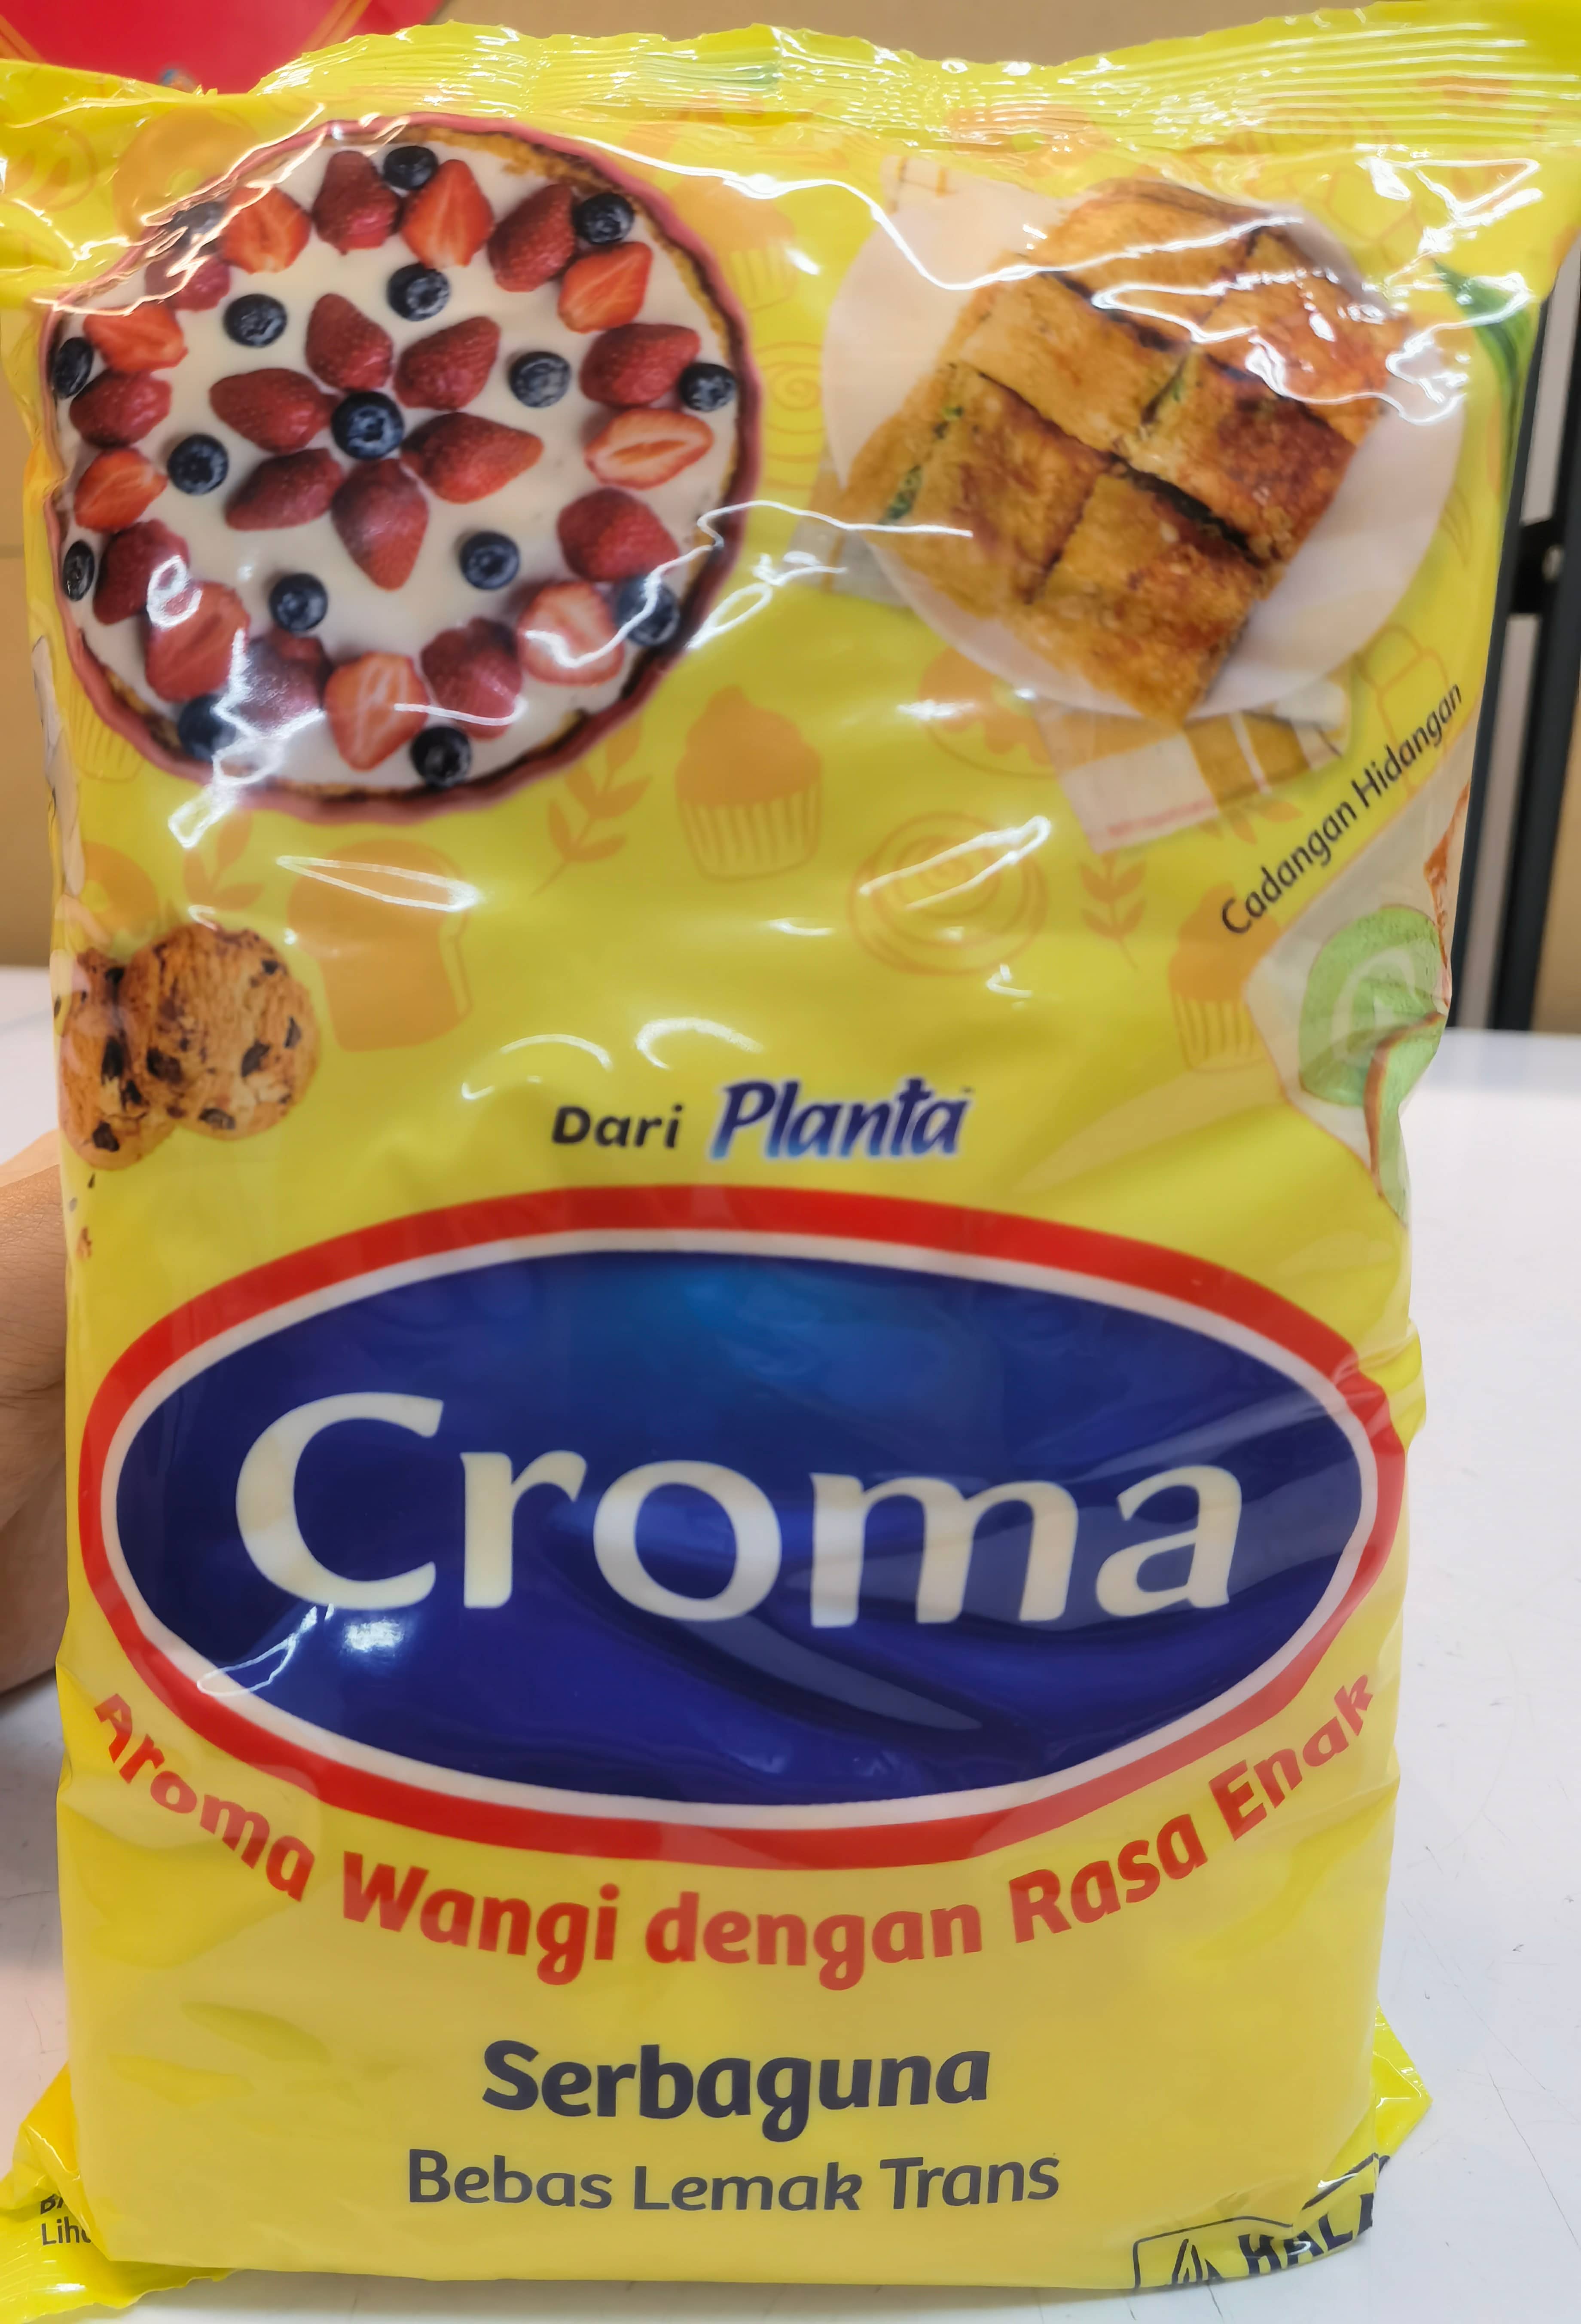 Cadangan Hidangan
Dari Planta
Croma
Aroma Wangi dengan Rasa Enak
Serbaguna
Bebas Lemak Trans